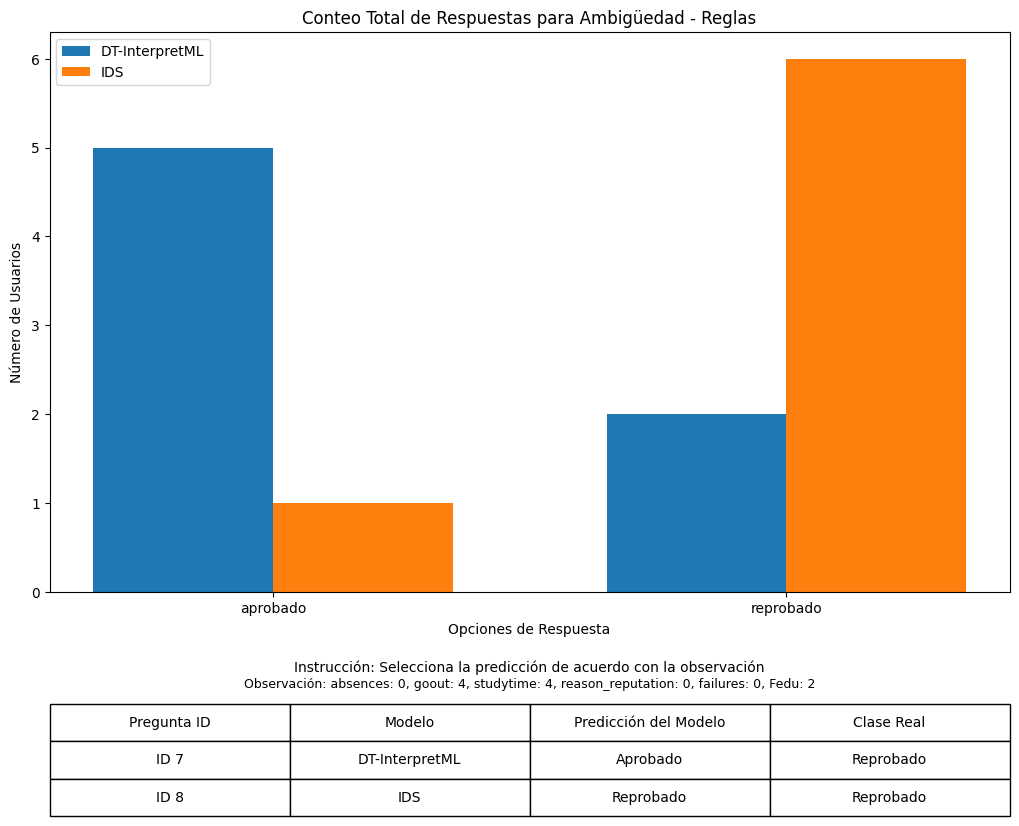 Conteo Total de Respuestas para Ambigüedad - Reglas
DT-InterpretML
IDS
6
5
4
3
2
1
0
Número de Usuarios
aprobado
reprobado
Opciones de Respuesta
Instrucción: Selecciona la predicción de acuerdo con la observación
Observación: absences: 0, goout: 4, studytime: 4, reason_reputation: 0, failures: 0, Fedu: 2
Pregunta ID Modelo Predicción del Modelo Clase Real
ID 7 DT-InterpretML Aprobado Reprobado
ID 8 IDS Reprobado Reprobado